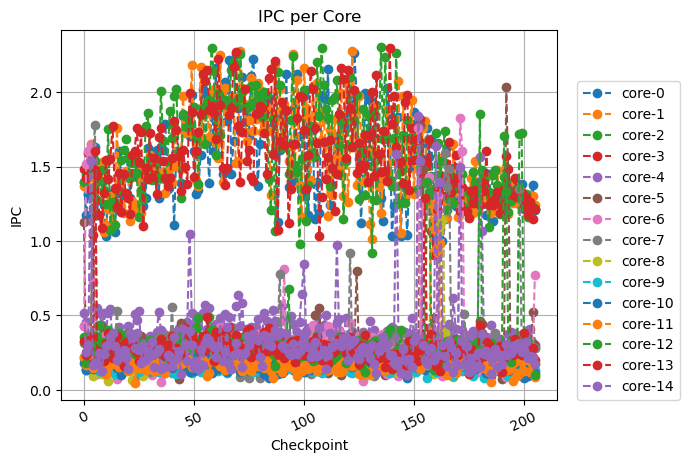 IPC per Core
IPC
2.0
1.5
1.0
0.5
0.0
0
50
100
150
200
Checkpoint
core-0
core-1
core-2
core-3
core-4
core-5
core-6
core-7
core-8
core-9
core-10
core-11
core-12
core-13
core-14